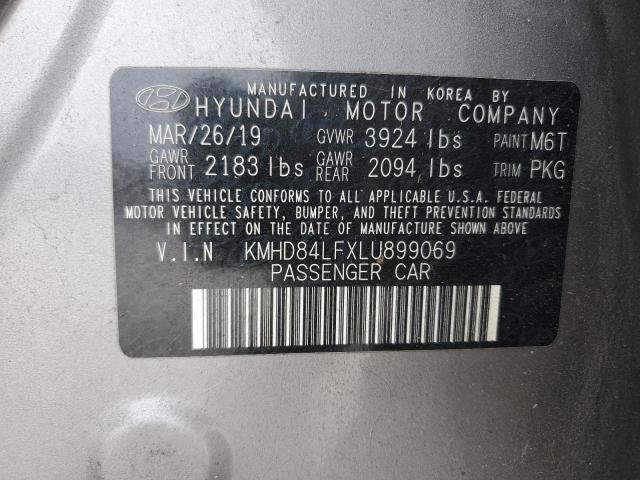 MANUFACTURED IN KOREA BY
HYUNDAI MOTOR COMPANY
MAR/26/19 GVWR 3924 lbs PAINT M6T
GAWR FRONT 2183 lbs GAWR REAR 2094 lbs TRIM PKG
THIS VEHICLE CONFORMS TO ALL APPLICABLE U.S.A. FEDERAL
MOTOR VEHICLE SAFETY, BUMPER, AND THEFT PREVENTION STANDARDS
IN EFFECT ON THE DATE OF MANUFACTURE SHOWN ABOVE.
V.I.N KMHD84LFXLU899069
PASSENGER CAR